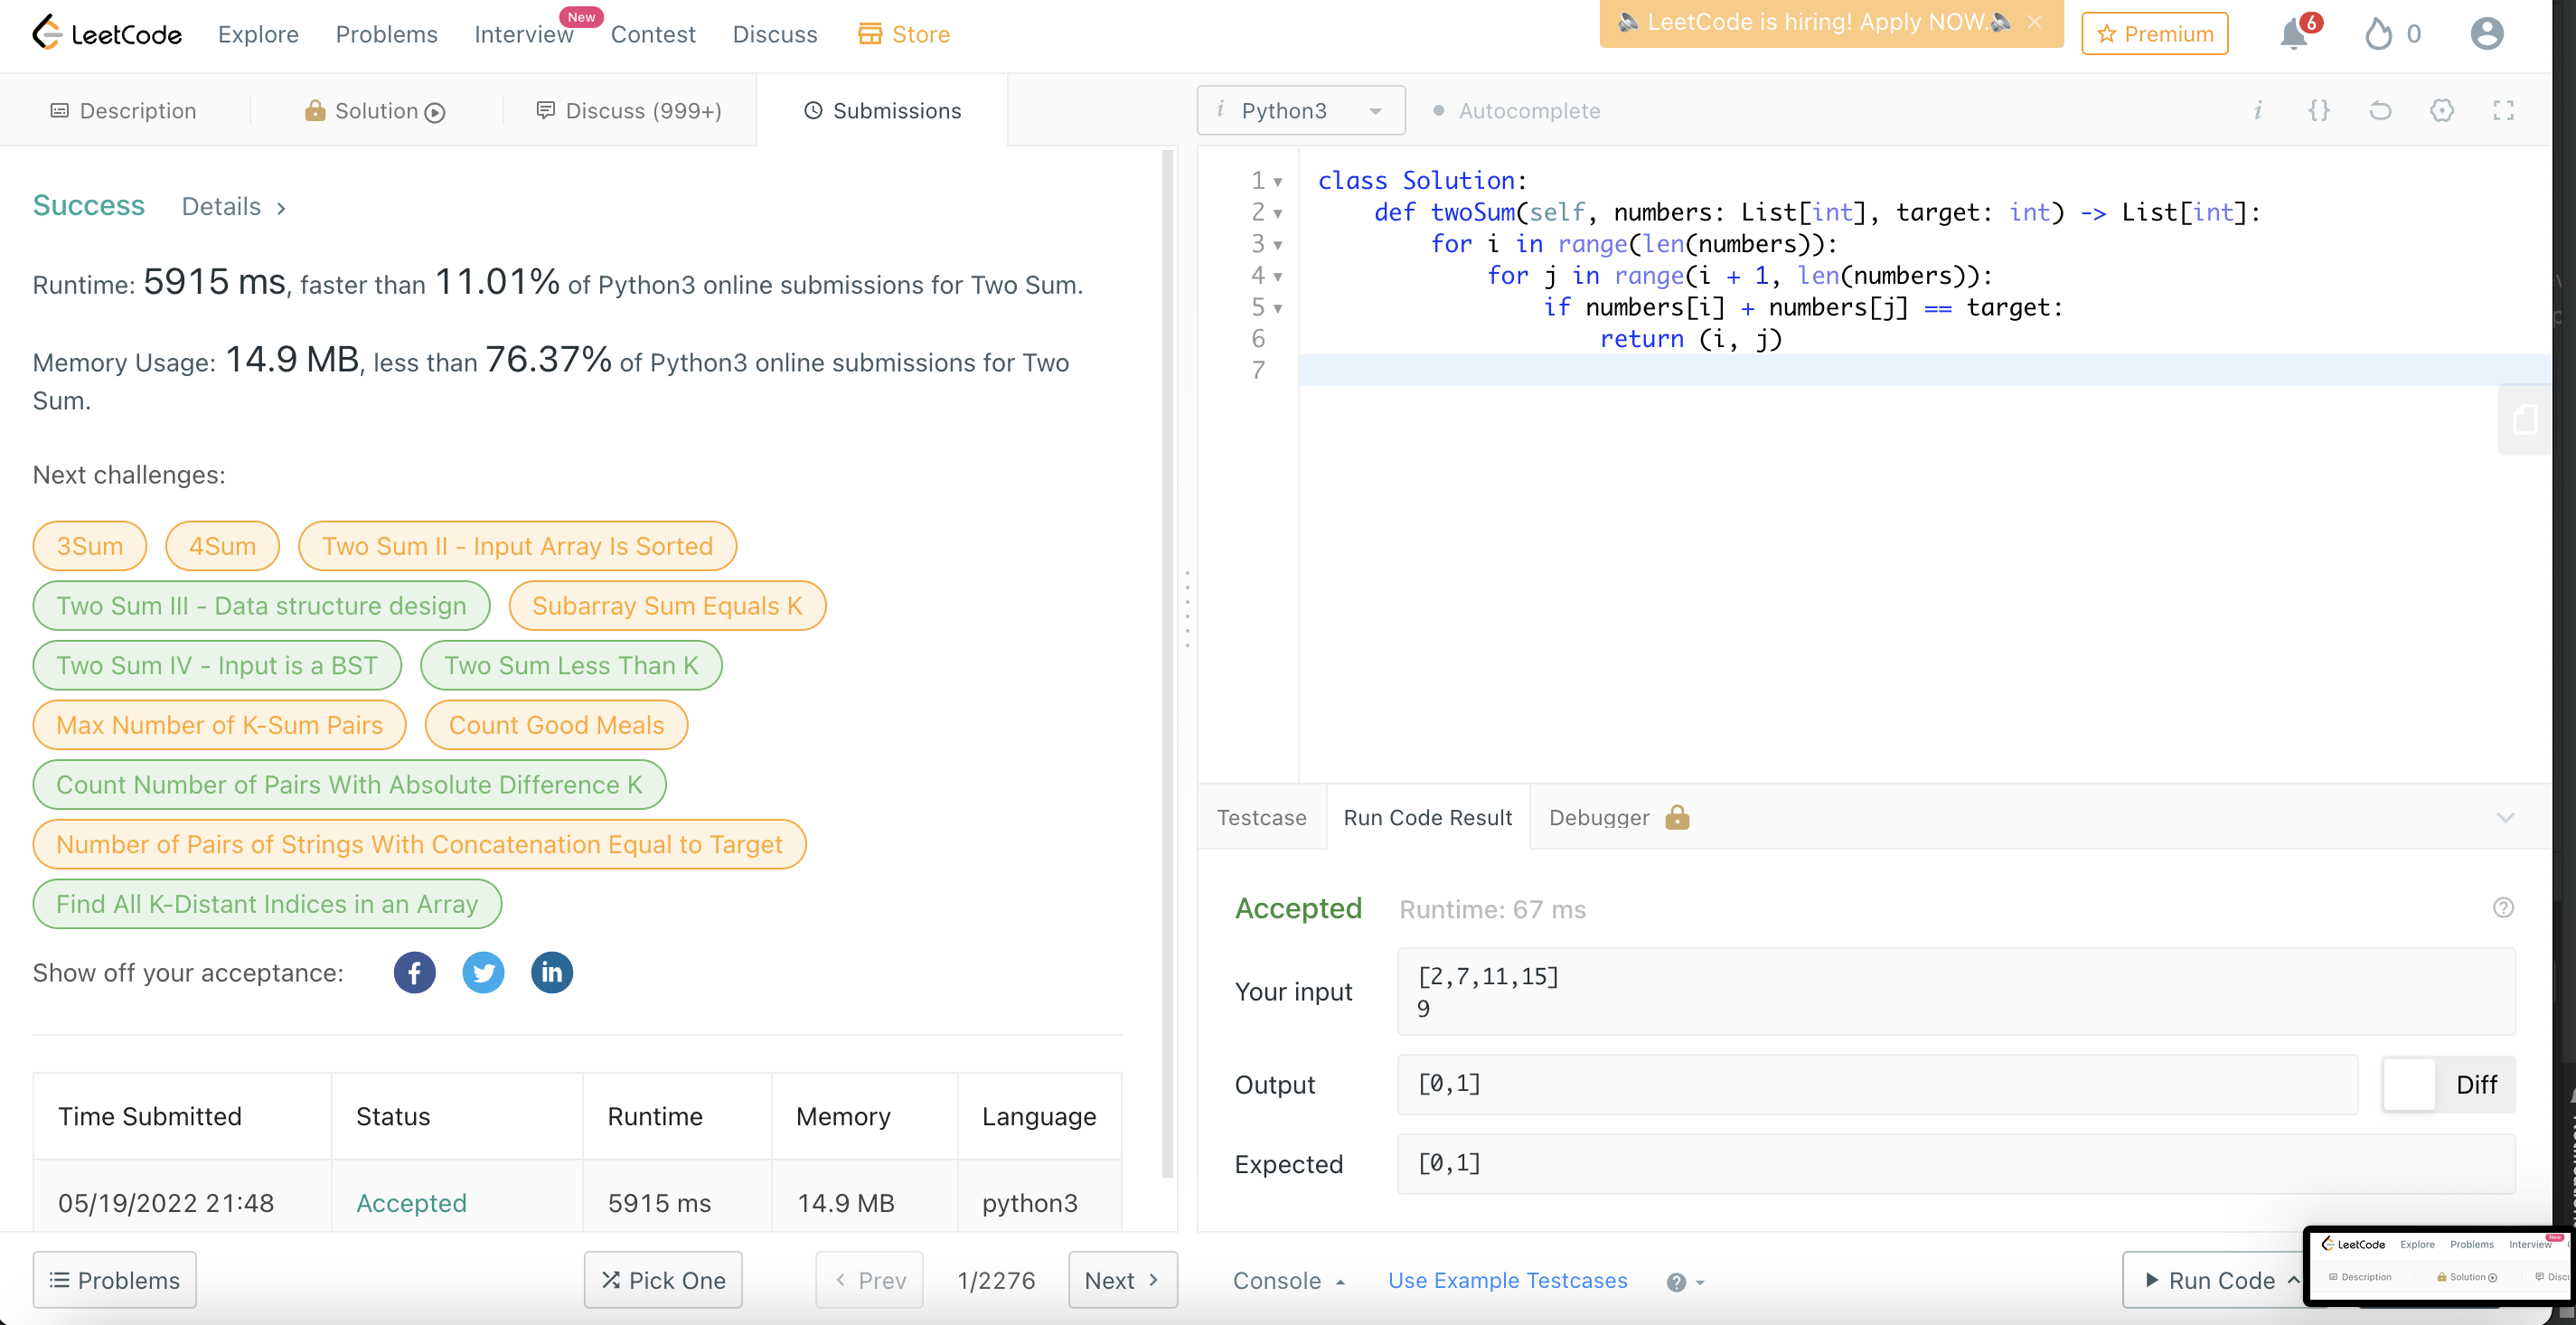 LeetCode Explore Problems Interview New Contest Discuss Store
LeetCode is hiring! Apply NOW.
Premium 6 0
Description Solution Discuss (999+) Submissions
Success Details
Runtime: 5915 ms, faster than 11.01% of Python3 online submissions for Two Sum.
Memory Usage: 14.9 MB, less than 76.37% of Python3 online submissions for Two
Sum.
Next challenges:
3Sum 4Sum Two Sum II - Input Array Is Sorted
Two Sum III - Data structure design Subarray Sum Equals K
Two Sum IV - Input is a BST Two Sum Less Than K
Max Number of K-Sum Pairs Count Good Meals
Count Number of Pairs With Absolute Difference K
Number of Pairs of Strings With Concatenation Equal to Target
Find All K-Distant Indices in an Array
Show off your acceptance:
Time Submitted Status Runtime Memory Language
05/19/2022 21:48 Accepted 5915 ms 14.9 MB python3
Problems Pick One Prev 1/2276 Next
i Python3 Autocomplete
1 class Solution:
2 def twoSum(self, numbers: List[int], target: int) -> List[int]:
3 for i in range(len(numbers)):
4 for j in range(i + 1, len(numbers)):
5 if numbers[i] + numbers[j] == target:
6 return (i, j)
7
Testcase Run Code Result Debugger
Accepted Runtime: 67 ms
Your input
[2,7,11,15]
9
Output [0,1] Diff
Expected [0,1]
Console Use Example Testcases Run Code
LeetCode Explore Problems Interview New
Description Solution